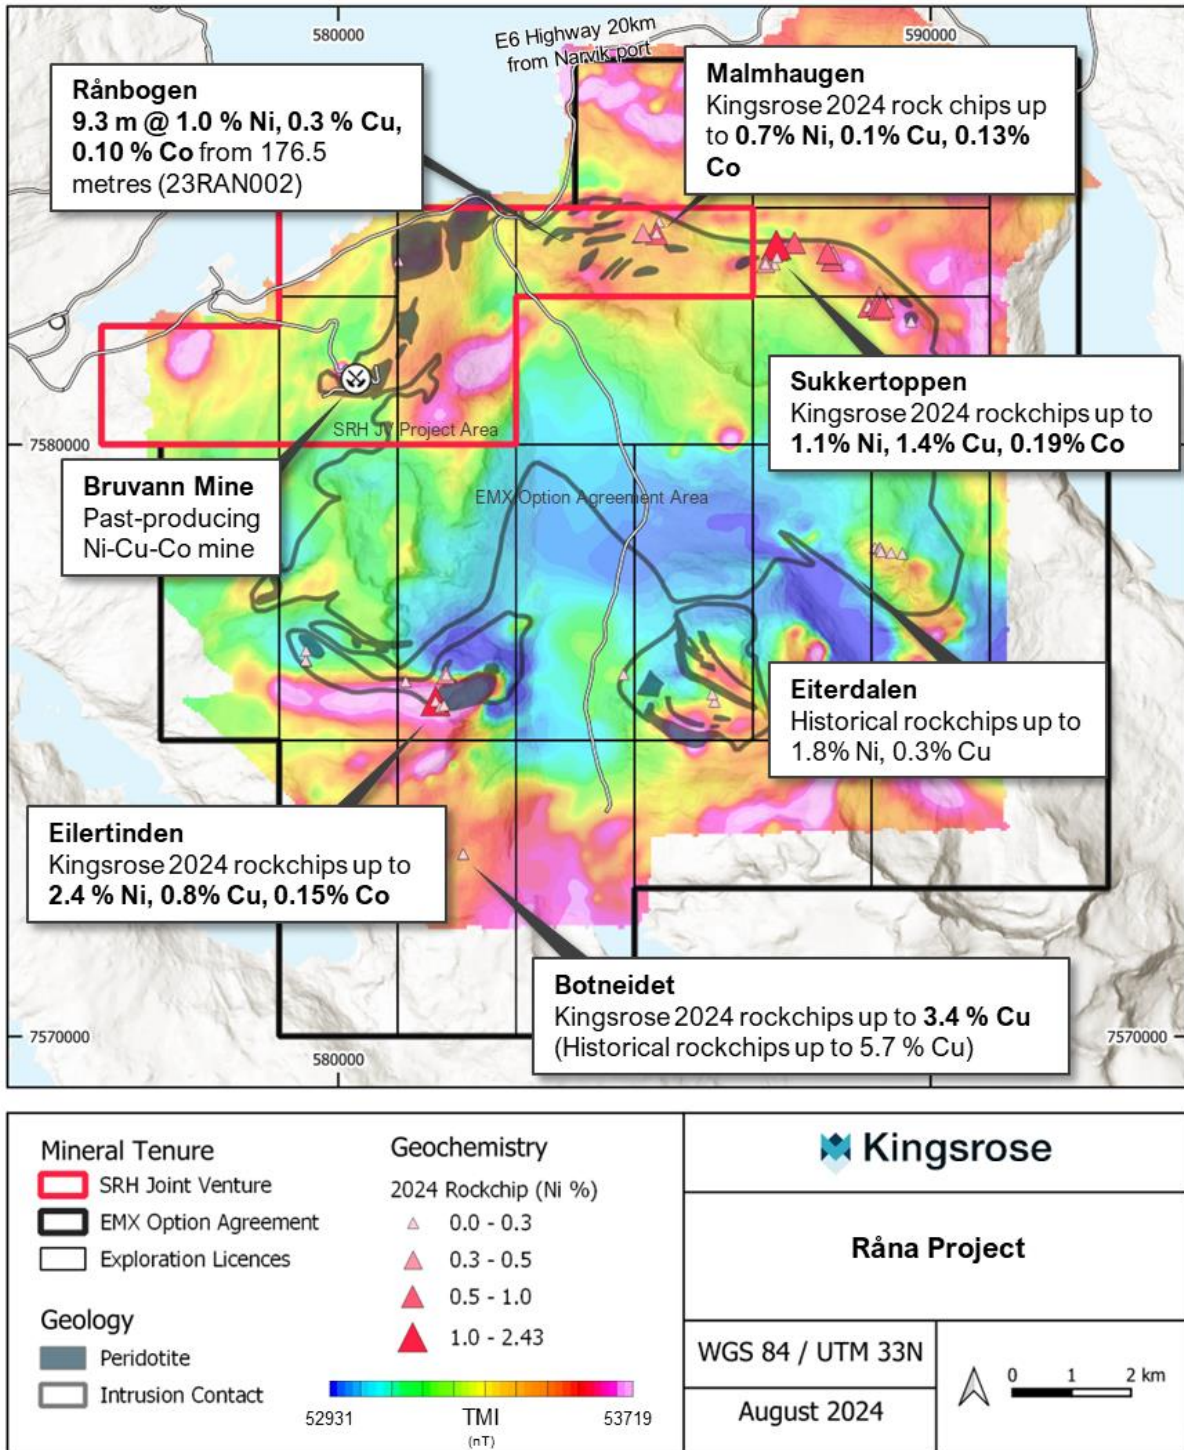 580000
590000
E6 Highway 20km
from Narvik port
Rånbogen
9.3 m @ 1.0 % Ni, 0.3 % Cu,
0.10 % Co from 176.5
metres (23RAN002)
Malmhaugen
Kingsrose 2024 rock chips up
to 0.7% Ni, 0.1% Cu, 0.13%
Co
Sukkertoppen
Kingsrose 2024 rockchips up to
1.1% Ni, 1.4% Cu, 0.19% Co
SRH JV Project Area
7580000
7580000
Bruvann Mine
Past-producing
Ni-Cu-Co mine
EMX Option Agreement Area
Eiterdalen
Historical rockchips up to
1.8% Ni, 0.3% Cu
Eilertinden
Kingsrose 2024 rockchips up to
2.4 % Ni, 0.8% Cu, 0.15% Co
Botneidet
Kingsrose 2024 rockchips up to 3.4 % Cu
(Historical rockchips up to 5.7 % Cu)
7570000
7570000
580000
Mineral Tenure
SRH Joint Venture
EMX Option Agreement
Exploration Licences
Geology
Peridotite
Intrusion Contact
Geochemistry
2024 Rockchip (Ni %)
0.0 - 0.3
0.3 - 0.5
0.5 - 1.0
1.0 - 2.43
52931
TMI
53719
(nT)
Kingsrose
Råna Project
WGS 84 / UTM 33N
August 2024
0 1 2 km